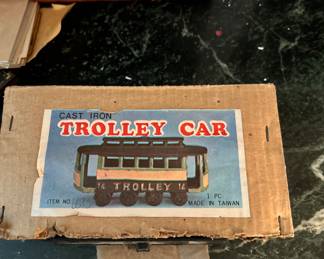 CAST IRON
TROLLEY CAR
14 TROLLEY 14
1 PC
ITEM NO.
MADE IN TAIWAN